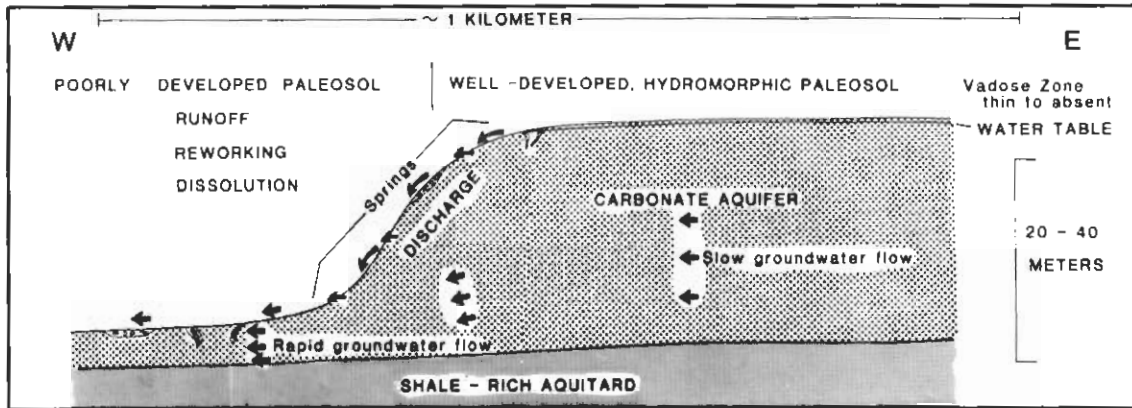 ~ 1 KILOMETER
W
E
POORLY DEVELOPED PALEOSOL
WELL-DEVELOPED, HYDROMORPHIC PALEOSOL
Vadose Zone
thin to absent
RUNOFF
WATER TABLE
REWORKING
DISSOLUTION
Springs
DISCHARGE
CARBONATE AQUIFER
20 - 40
METERS
Slow groundwater flow
Rapid groundwater flow
SHALE - RICH AQUITARD